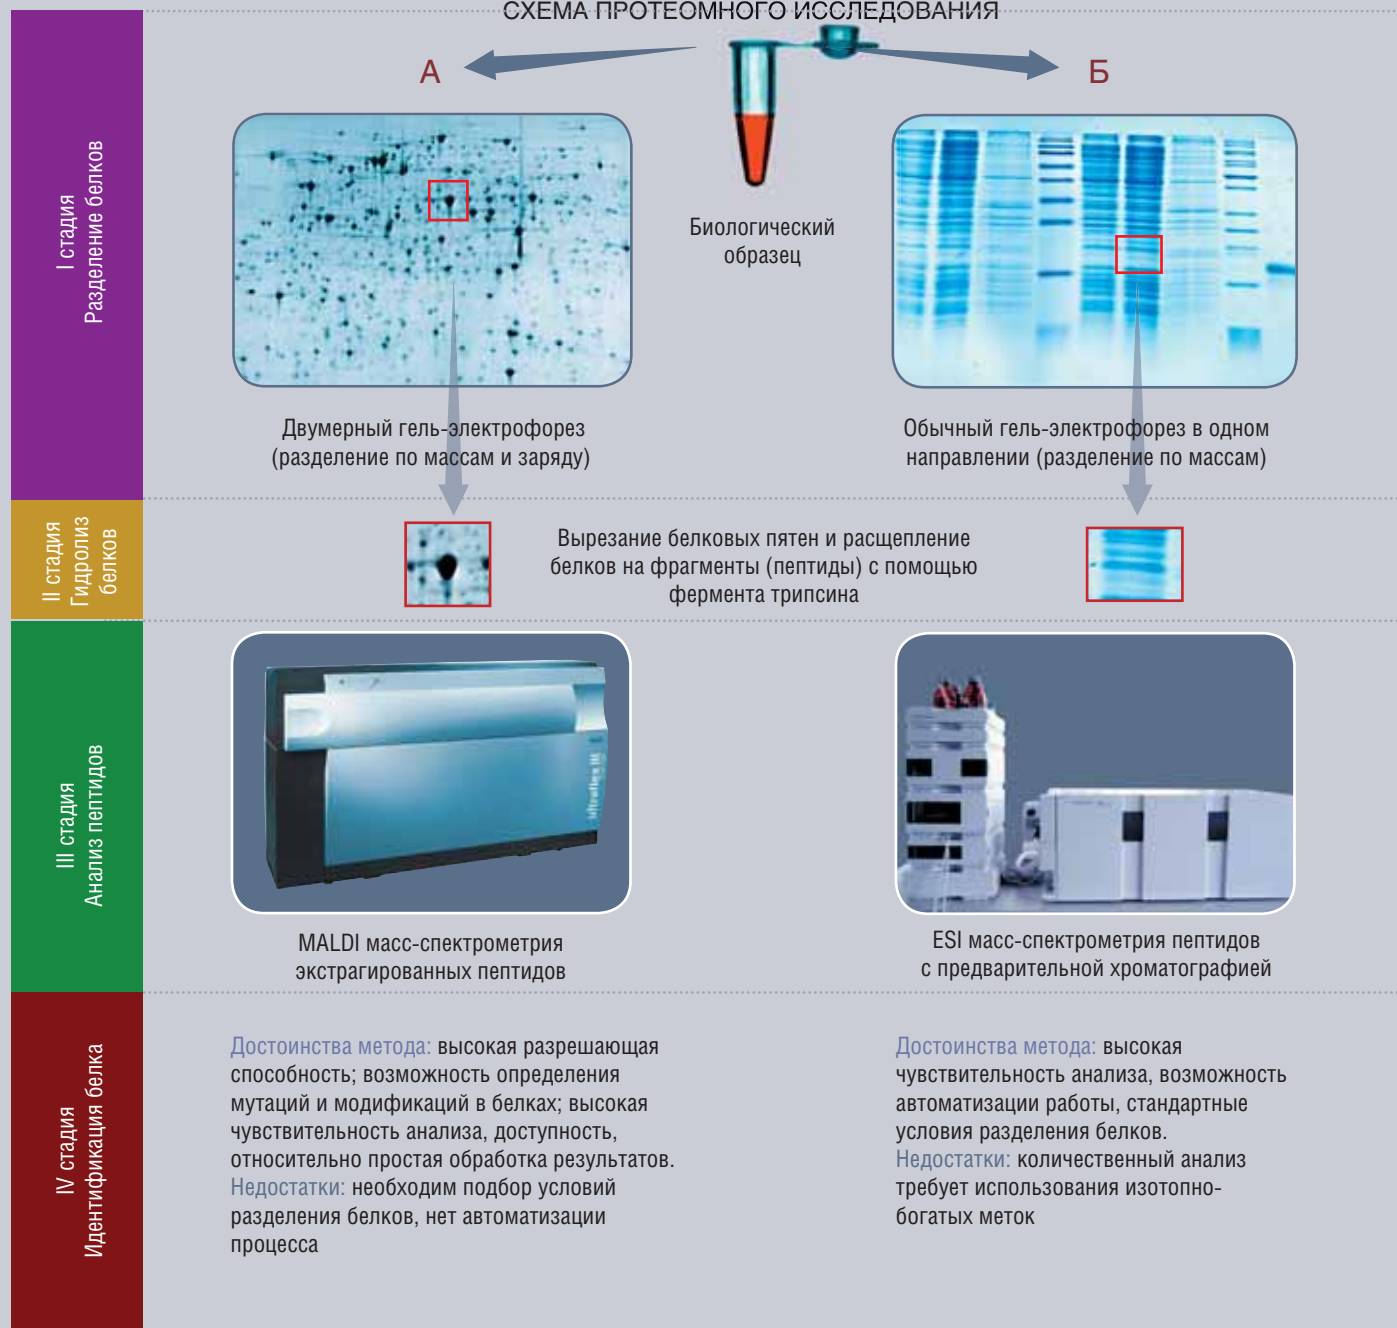 СХЕМА ПРОТЕОМНОГО ИССЛЕДОВАНИЯ
А
Б
I стадия
Разделение белков
Биологический
образец
Двумерный гель-электрофорез
(разделение по массам и заряду)
Обычный гель-электрофорез в одном
направлении (разделение по массам)
II стадия
Гидролиз
белков
Вырезание белковых пятен и расщепление
белков на фрагменты (пептиды) с помощью
фермента трипсина
III стадия
Анализ пептидов
ultraflex III
MALDI масс-спектрометрия
экстрагированных пептидов
ESI масс-спектрометрия пептидов
с предварительной хроматографией
IV стадия
Идентификация белка
Достоинства метода: высокая разрешающая
способность; возможность определения
мутаций и модификаций в белках; высокая
чувствительность анализа, доступность,
относительно простая обработка результатов.
Недостатки: необходим подбор условий
разделения белков, нет автоматизации
процесса
Достоинства метода: высокая
чувствительность анализа, возможность
автоматизации работы, стандартные
условия разделения белков.
Недостатки: количественный анализ
требует использования изотопно-
богатых меток